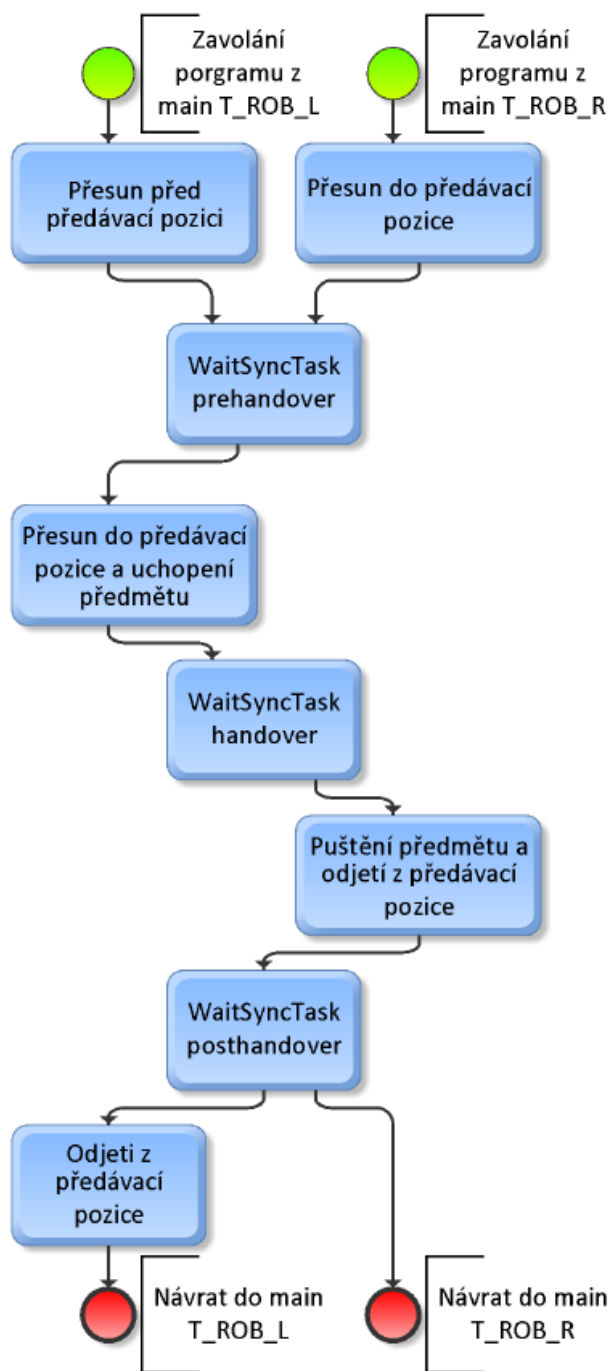 Zavolání
porgramu z
main T_ROB_L
Zavolání
programu z
main T_ROB_R
Přesun před
předávací pozici
Přesun do předávací
pozice
WaitSyncTask
prehandover
Přesun do předávací
pozice a uchopení
předmětu
WaitSyncTask
handover
Puštění předmětu a
odjetí z předávací
pozice
WaitSyncTask
posthandover
Odjeti z
předávací
pozice
Návrat do main
T_ROB_L
Návrat do main
T_ROB_R